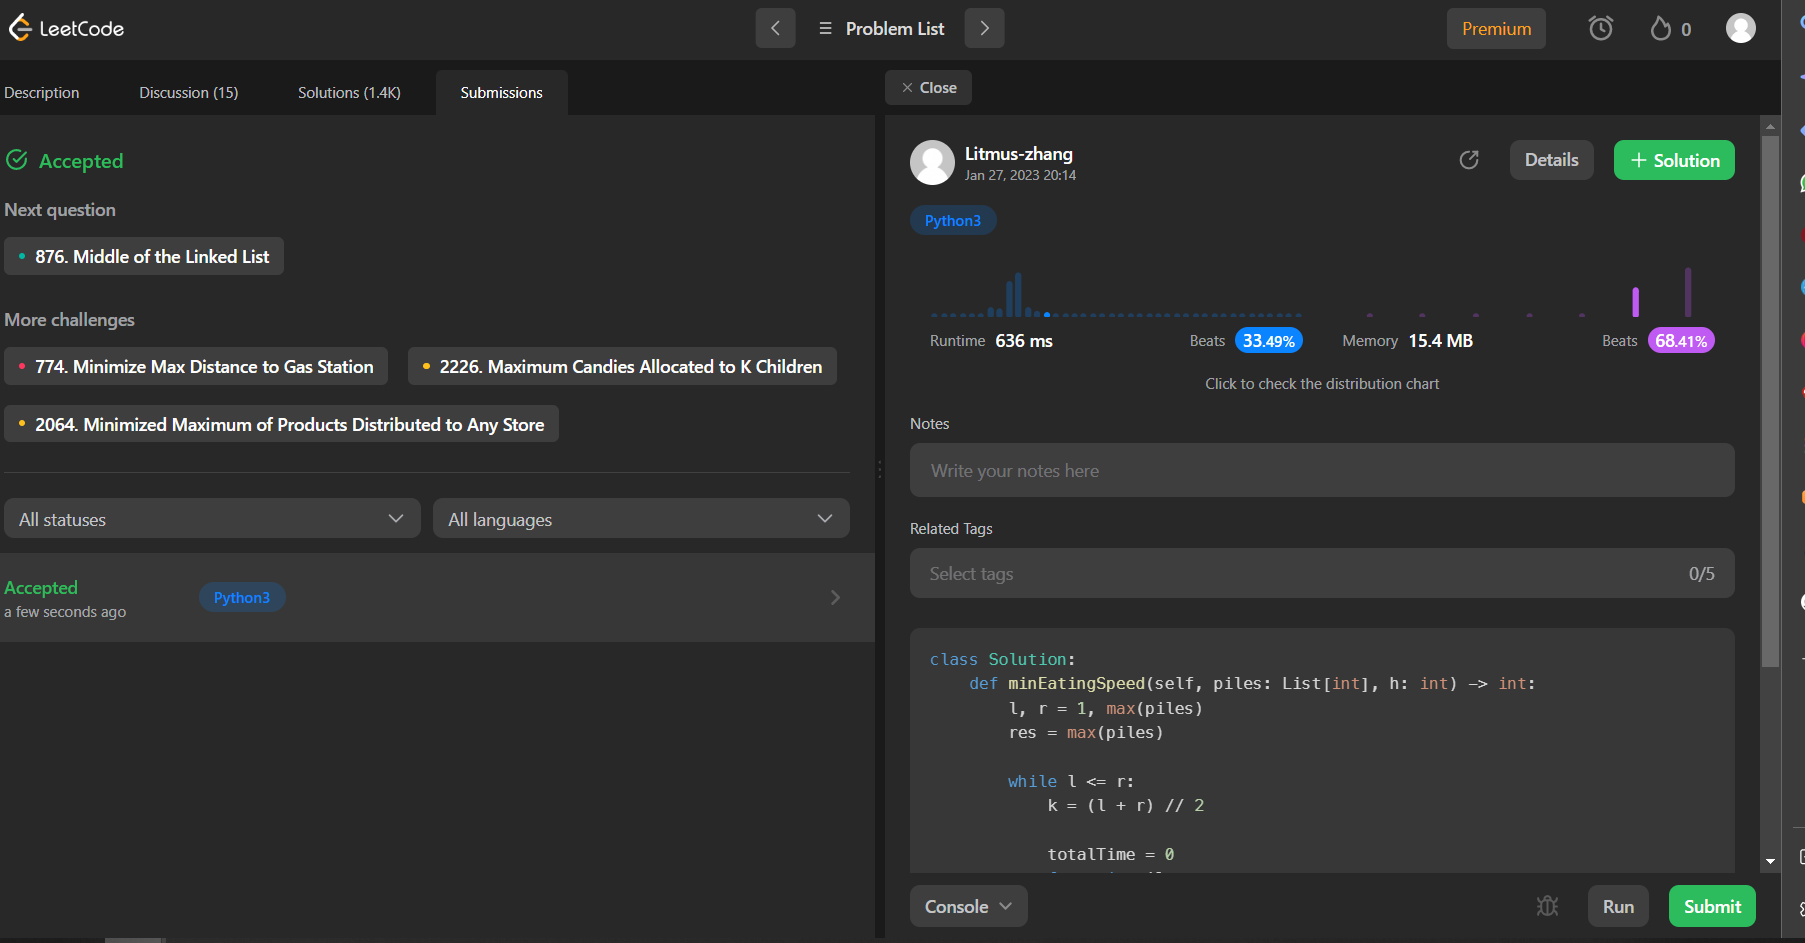 LeetCode
Problem List
Premium
0
Description
Discussion (15)
Solutions (1.4K)
Submissions
Close
Accepted
Next question
876. Middle of the Linked List
More challenges
774. Minimize Max Distance to Gas Station
2226. Maximum Candies Allocated to K Children
2064. Minimized Maximum of Products Distributed to Any Store
All statuses
All languages
Accepted
a few seconds ago
Python3
Litmus-zhang
Jan 27, 2023 20:14
Details
+ Solution
Python3
Runtime 636 ms
Beats 33.49%
Memory 15.4 MB
Beats 68.41%
Click to check the distribution chart
Notes
Write your notes here
Related Tags
Select tags
0/5
class Solution:
def minEatingSpeed(self, piles: List[int], h: int) -> int:
l, r = 1, max(piles)
res = max(piles)
while l <= r:
k = (l + r) // 2
totalTime = 0
Console
Run
Submit